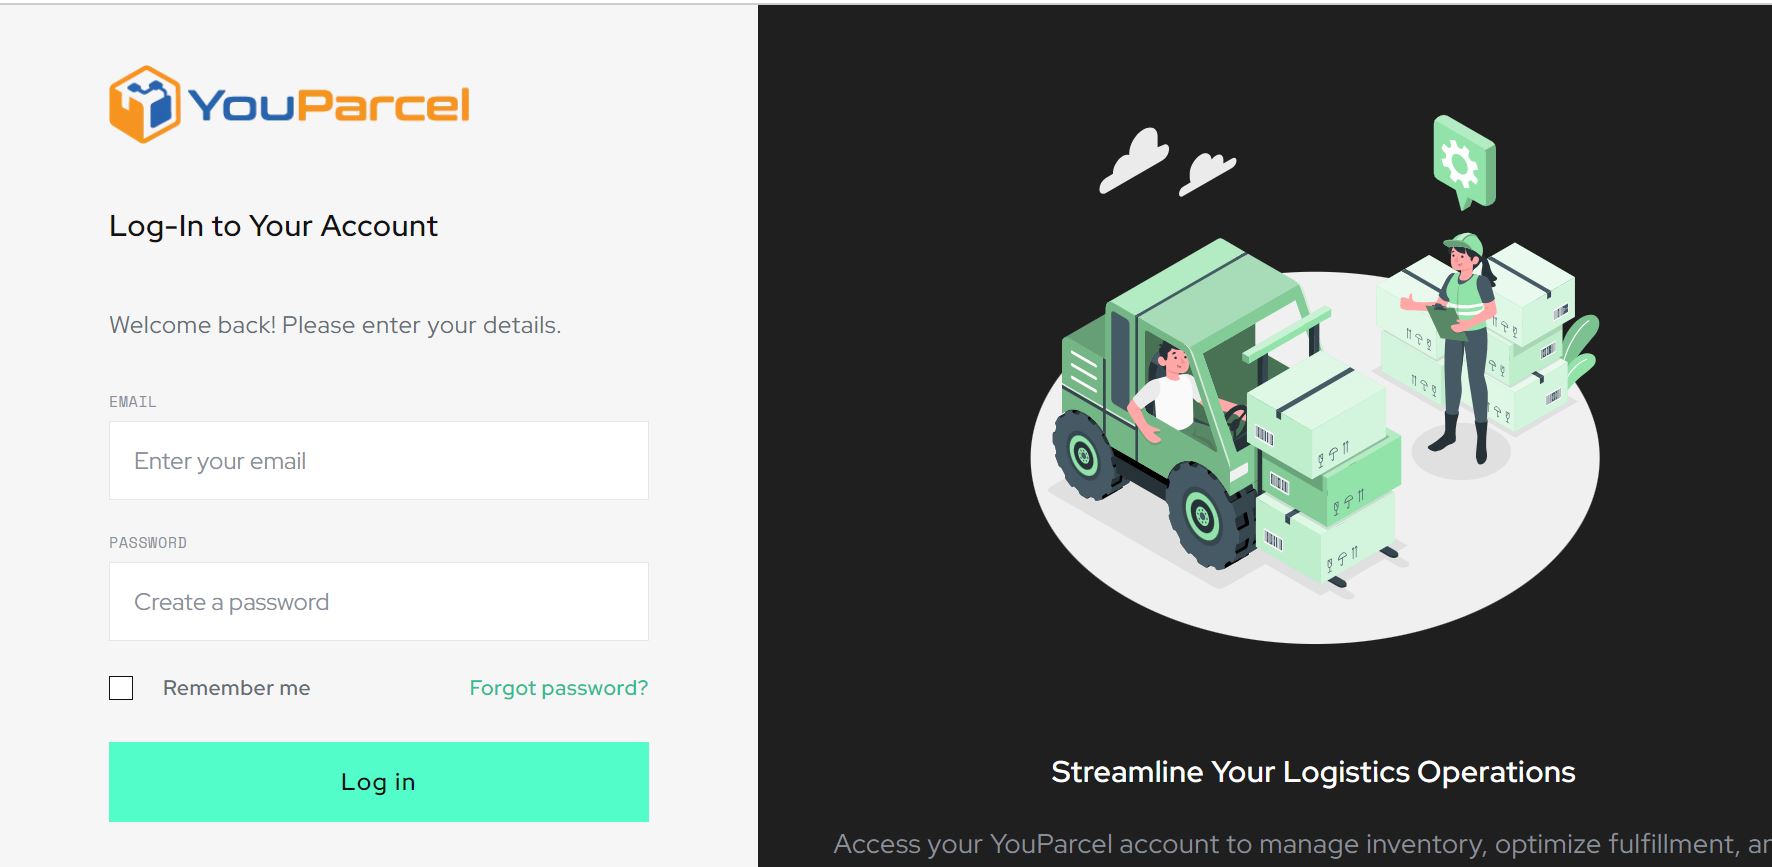 YouParcel
Log-In to Your Account
Welcome back! Please enter your details.
EMAIL
Enter your email
PASSWORD
Create a password
Remember me
Forgot password?
Log in
Streamline Your Logistics Operations
Access your YouParcel account to manage inventory, optimize fulfillment,